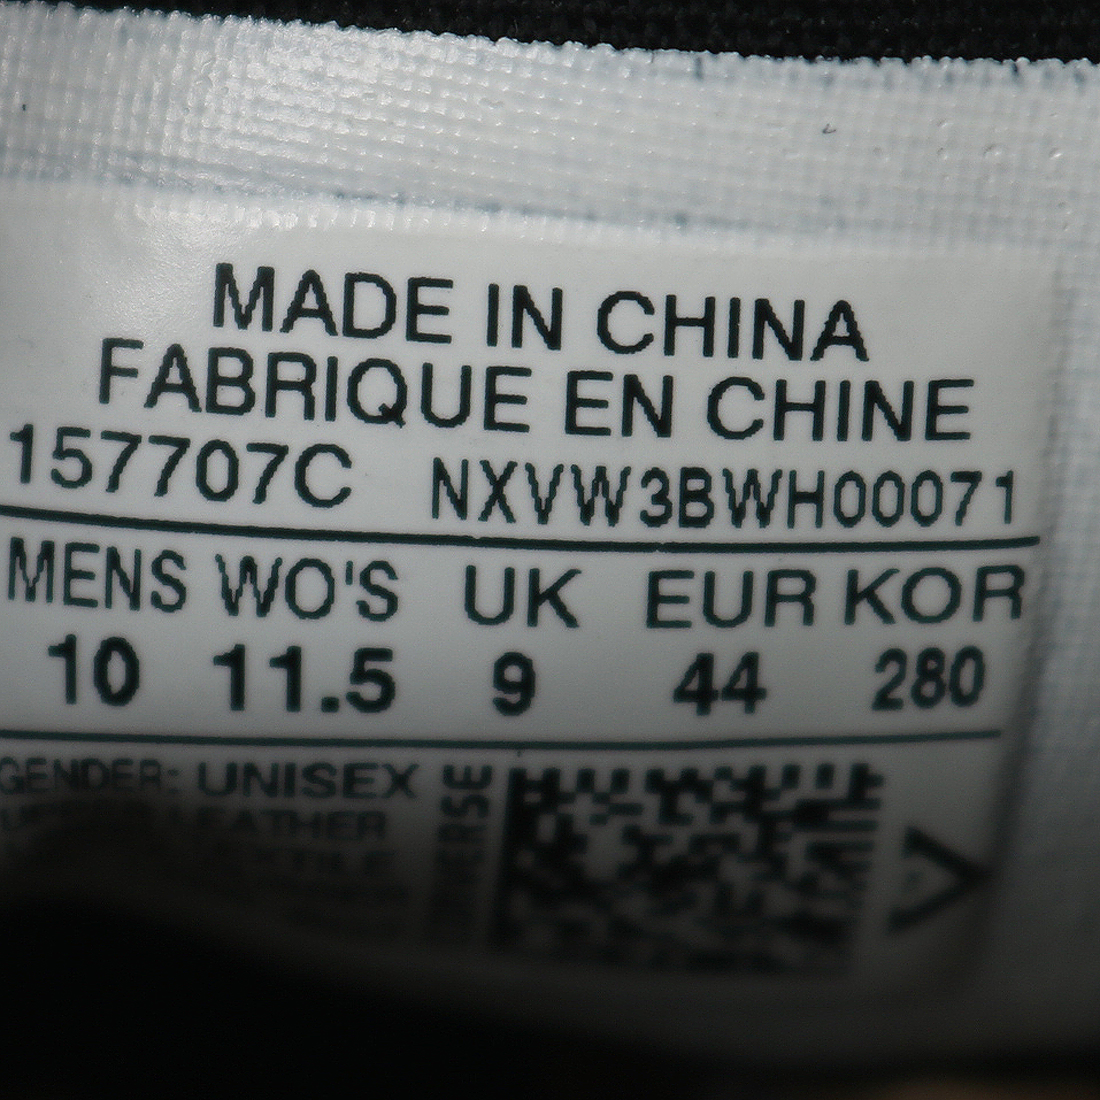 MADE IN CHINA
FABRIQUE EN CHINE
157707C NXVW3BWH00071
MENS WO'S UK EUR KOR
10 11.5 9 44 280
GENDER: UNISEX
LEATHER